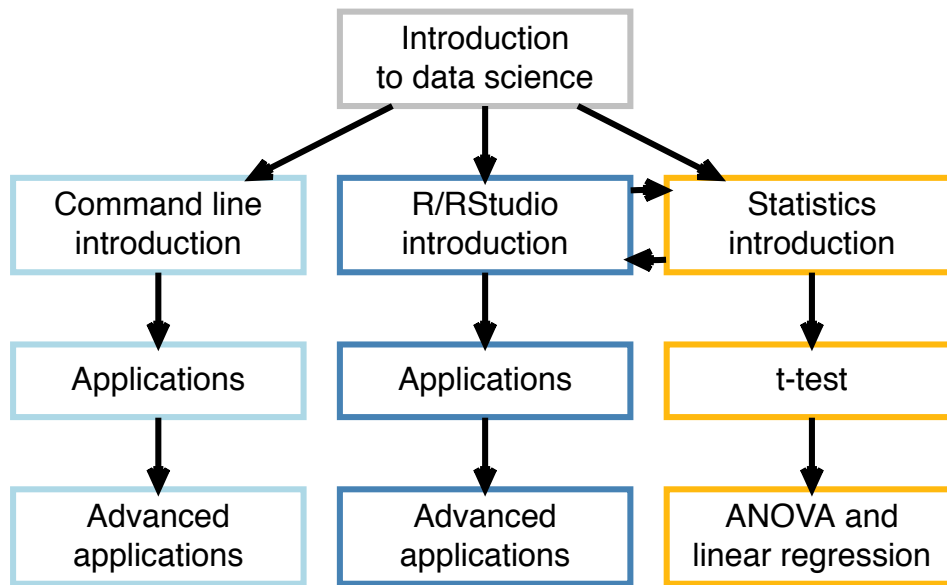 Introduction
to data science
Command line
introduction
R/RStudio
introduction
Statistics
introduction
Applications
Applications
t-test
Advanced
applications
Advanced
applications
ANOVA and
linear regression